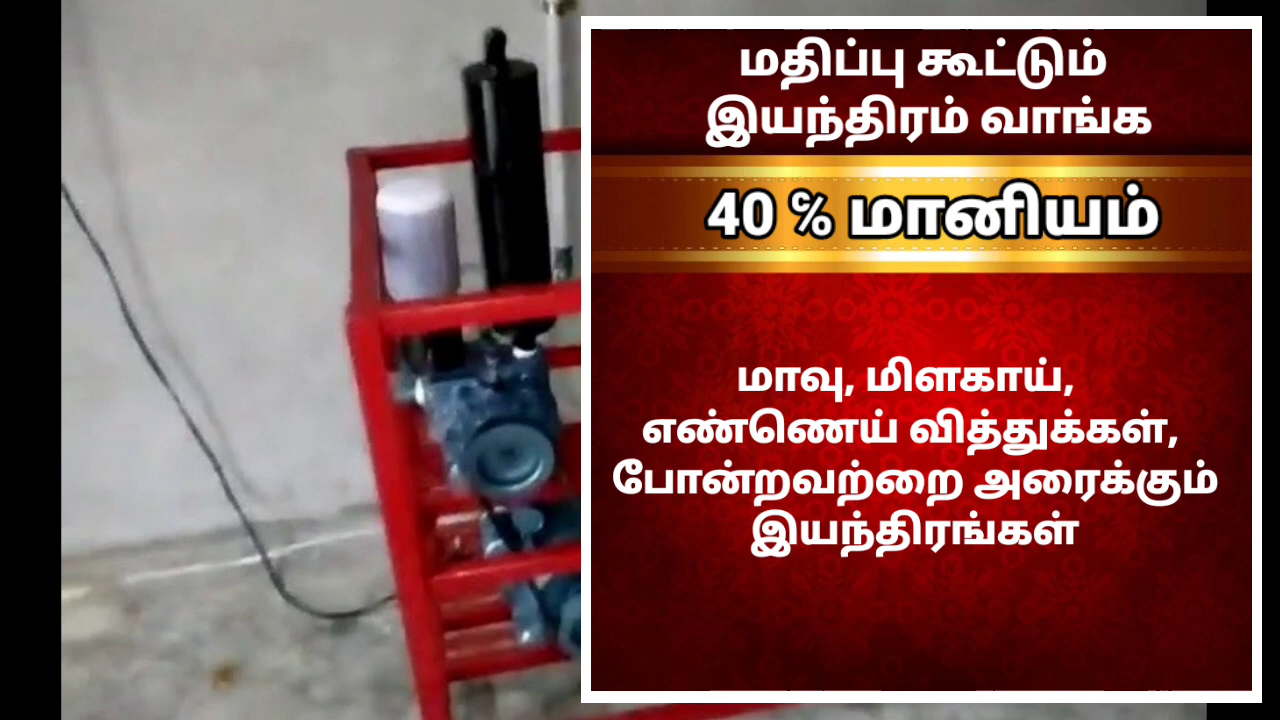 மதிப்பு கூட்டும்
இயந்திரம் வாங்க
40 % மானியம்
மாவு, மிளகாய்,
எண்ணெய் வித்துக்கள்,
போன்றவற்றை அரைக்கும்
இயந்திரங்கள்